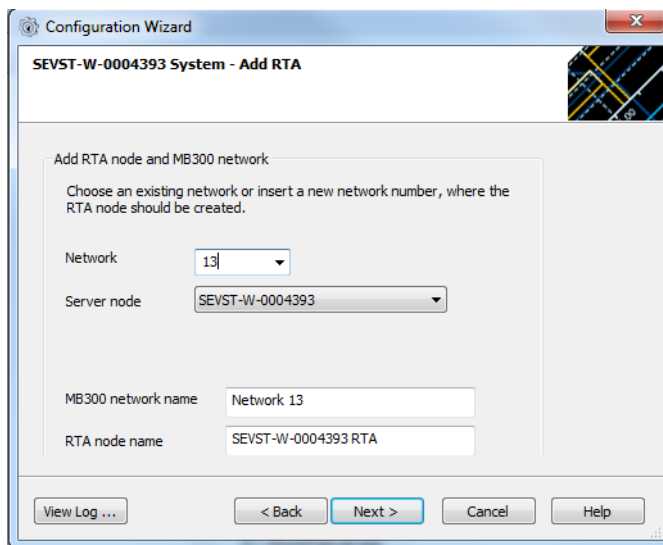 Configuration Wizard
SEVST-W-0004393 System - Add RTA
Add RTA node and MB300 network
Choose an existing network or insert a new network number, where the
RTA node should be created.
Network 13
Server node SEVST-W-0004393
MB300 network name Network 13
RTA node name SEVST-W-0004393 RTA
View Log ... < Back Next > Cancel Help